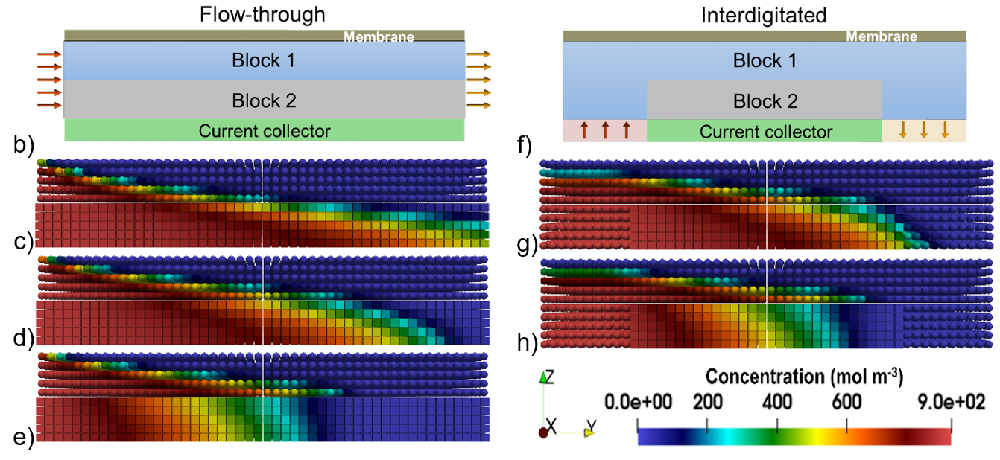 Flow-through
Membrane
Block 1
Block 2
Current collector
b)
c)
d)
e)
Interdigitated
Membrane
Block 1
Block 2
Current collector
f)
g)
h)
Z
X
Y
Concentration (mol m⁻³)
0.0e+00 200 400 600 9.0e+02